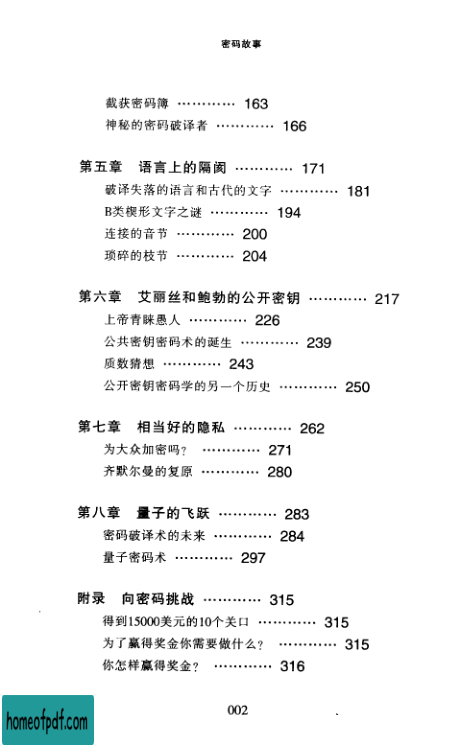 密码故事
截获密码簿 ………… 163
神秘的密码破译者 ………… 166
第五章 语言上的隔阂 ………… 171
破译失落的语言和古代的文字 ………… 181
B类楔形文字之谜 ………… 194
连接的音节 ………… 200
琐碎的枝节 ………… 204
第六章 艾丽丝和鲍勃的公开密钥 ………… 217
上帝青睐愚人 ………… 226
公共密钥密码术的诞生 ………… 239
质数猜想 ………… 243
公开密钥密码学的另一个历史 ………… 250
第七章 相当好的隐私 ………… 262
为大众加密吗? ………… 271
齐默尔曼的复原 ………… 280
第八章 量子的飞跃 ………… 283
密码破译术的未来 ………… 284
量子密码术 ………… 297
附录 向密码挑战 ………… 315
得到15000美元的10个关口 ………… 315
为了赢得奖金你需要做什么? ………… 315
你怎样赢得奖金? ………… 316
002
homeofpdf.com